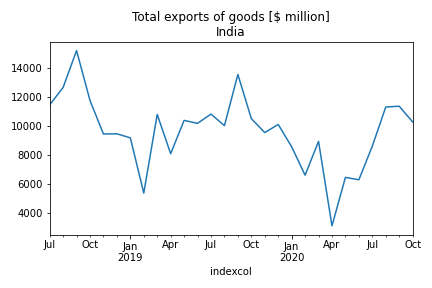 Total exports of goods [$ million]
India
14000
12000
10000
8000
6000
4000
Jul Oct Jan Apr Jul Oct Jan Apr Jul Oct
2019 2020
indexcol